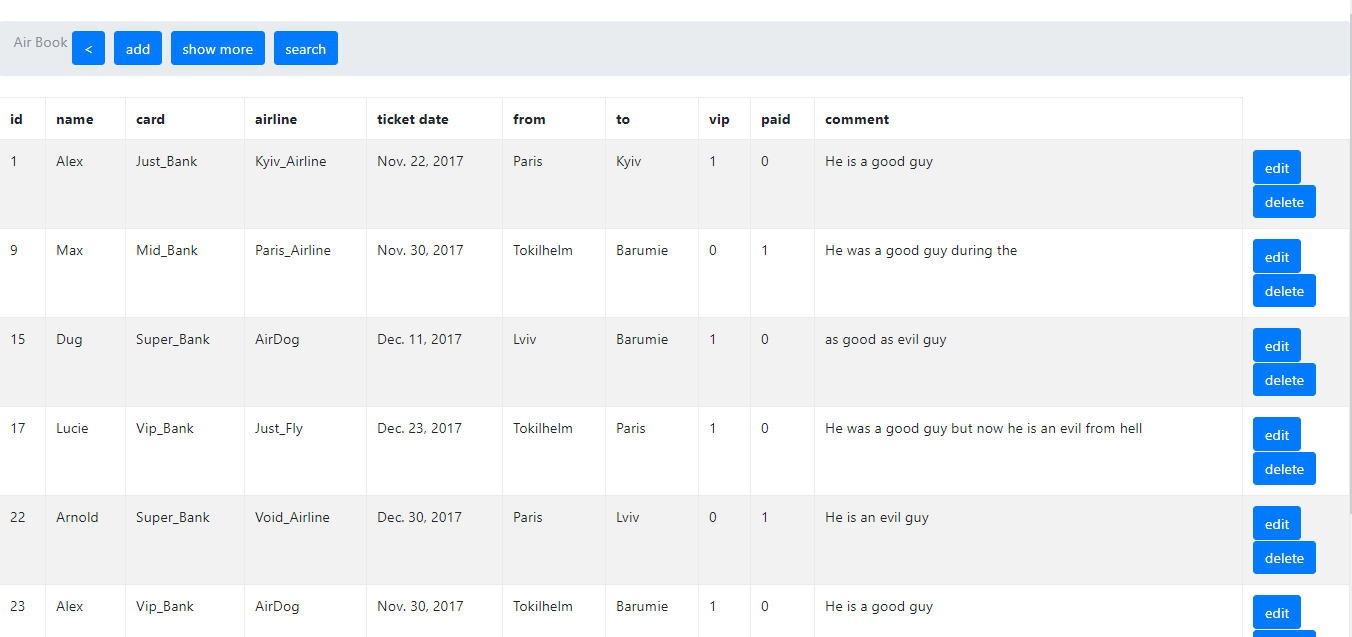 Air Book < add show more search
id name card airline ticket date from to vip paid comment
1 Alex Just_Bank Kyiv_Airline Nov. 22, 2017 Paris Kyiv 1 0 He is a good guy edit
delete
9 Max Mid_Bank Paris_Airline Nov. 30, 2017 Tokilhelm Barumie 0 1 He was a good guy during the edit
delete
15 Dug Super_Bank AirDog Dec. 11, 2017 Lviv Barumie 1 0 as good as evil guy edit
delete
17 Lucie Vip_Bank Just_Fly Dec. 23, 2017 Tokilhelm Paris 1 0 He was a good guy but now he is an evil from hell edit
delete
22 Arnold Super_Bank Void_Airline Dec. 30, 2017 Paris Lviv 0 1 He is an evil guy edit
delete
23 Alex Vip_Bank AirDog Nov. 30, 2017 Tokilhelm Barumie 1 0 He is a good guy edit